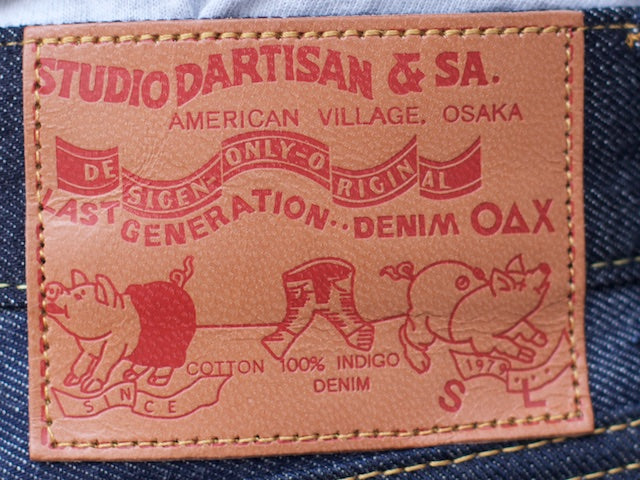 STUDIO DARTISAN & SA.
AMERICAN VILLAGE, OSAKA
DE SIGEN- ONLY-O RIGIN AL
LAST GENERATION.. DENIM OΔX
COTTON 100% INDIGO
DENIM
SINCE 1979
S L